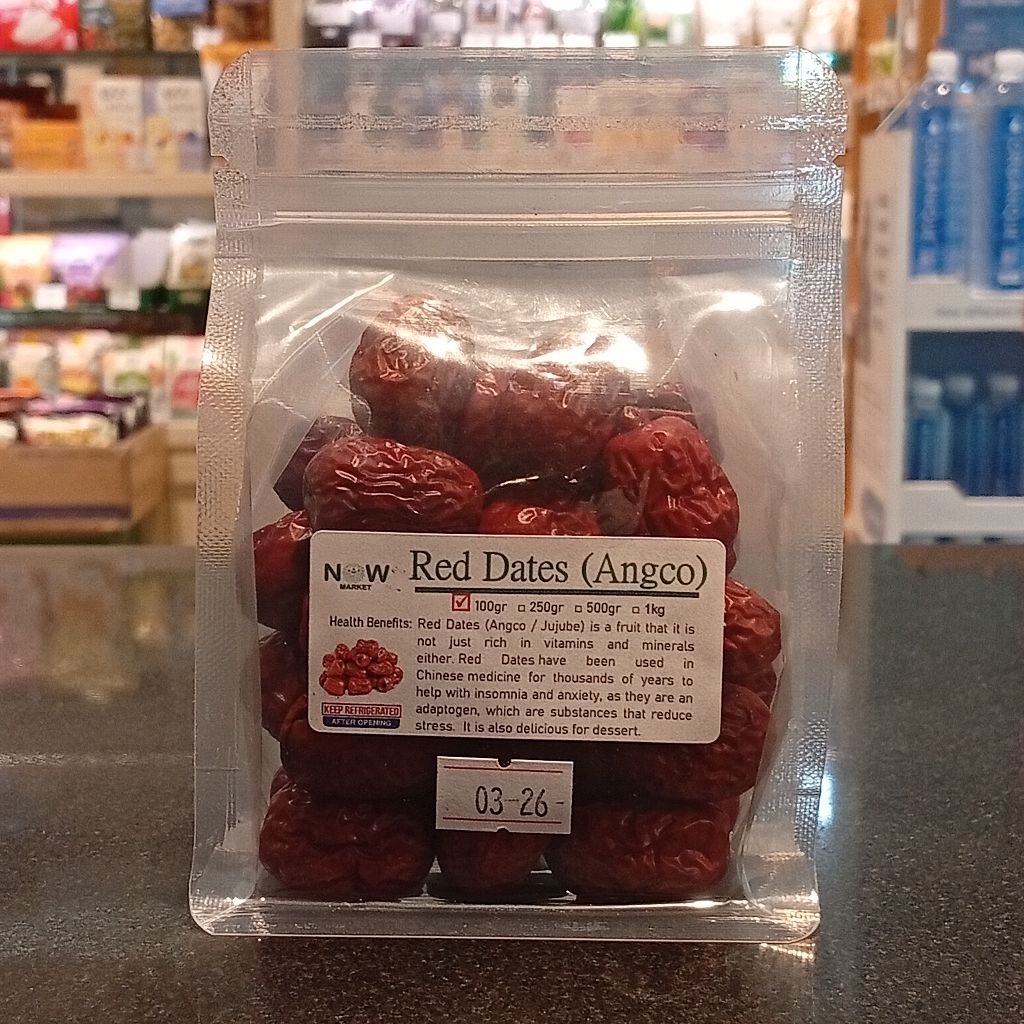 NOW
MARKET
Red Dates (Angco)
☑ 100gr ☐ 250gr ☐ 500gr ☐ 1kg
Health Benefits: Red Dates (Angco / Jujube) is a fruit that it is
not just rich in vitamins and minerals
either. Red Dates have been used in
Chinese medicine for thousands of years to
help with insomnia and anxiety, as they are an
adaptogen, which are substances that reduce
stress. It is also delicious for dessert.
KEEP REFRIGERATED
AFTER OPENING
03-26-